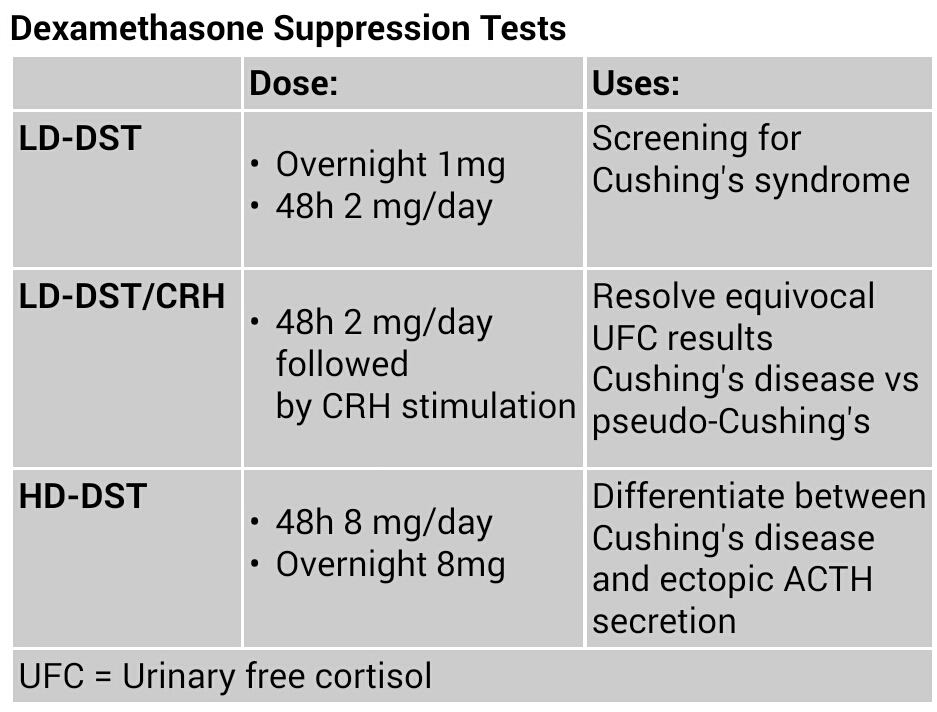 Dexamethasone Suppression Tests
Dose:
Uses:
LD-DST
• Overnight 1mg
• 48h 2 mg/day
Screening for
Cushing's syndrome
LD-DST/CRH
• 48h 2 mg/day
followed
by CRH stimulation
Resolve equivocal
UFC results
Cushing's disease vs
pseudo-Cushing's
HD-DST
• 48h 8 mg/day
• Overnight 8mg
Differentiate between
Cushing's disease
and ectopic ACTH
secretion
UFC = Urinary free cortisol